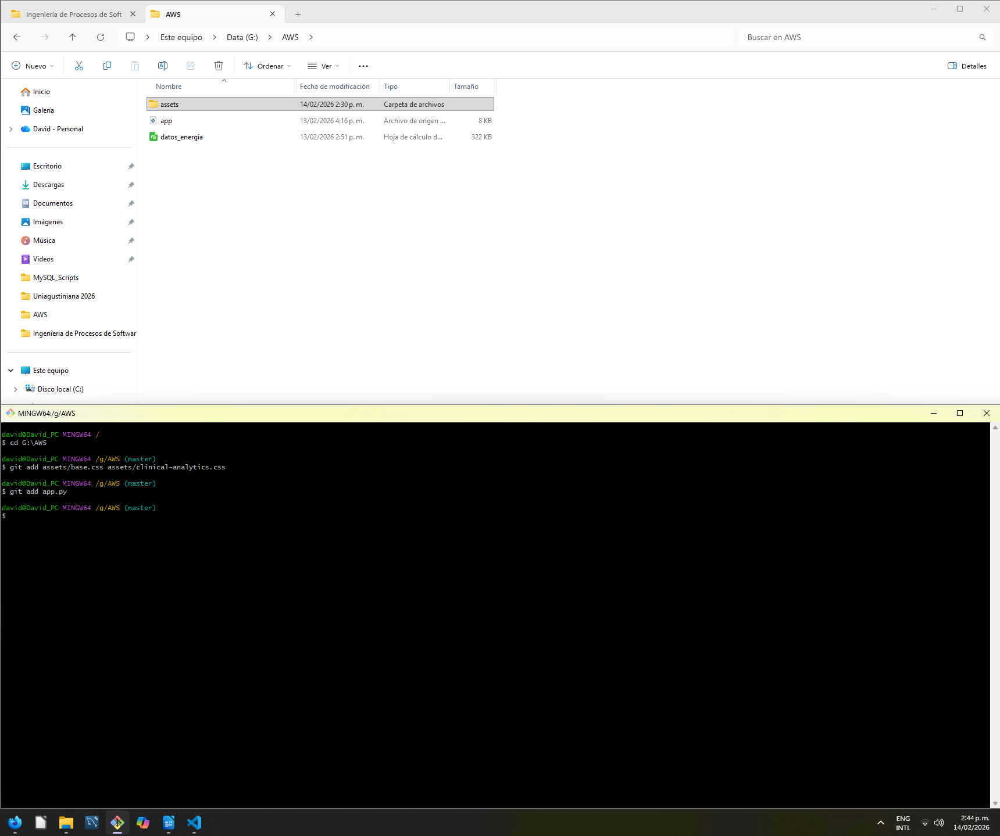 Ingenieria de Procesos de Soft
AWS
Este equipo
Data (G:)
AWS
Buscar en AWS
Nuevo
Ordenar
Ver
Detalles
Nombre
Fecha de modificación
Tipo
Tamaño
assets
14/02/2026 2:30 p. m.
Carpeta de archivos
app
13/02/2026 4:16 p. m.
Archivo de origen ...
8 KB
datos_energia
13/02/2026 2:51 p. m.
Hoja de cálculo d...
322 KB
Inicio
Galería
David - Personal
Escritorio
Descargas
Documentos
Imágenes
Música
Videos
MySQL_Scripts
Uniagustiniana 2026
AWS
Ingenieria de Procesos de Softwar
Este equipo
Disco local (C:)
MINGW64:/g/AWS
david@David_PC MINGW64 /
$ cd G:\AWS
david@David_PC MINGW64 /g/AWS (master)
$ git add assets/base.css assets/clinical-analytics.css
david@David_PC MINGW64 /g/AWS (master)
$ git add app.py
david@David_PC MINGW64 /g/AWS (master)
$
ENG
INTL
2:44 p. m.
14/02/2026